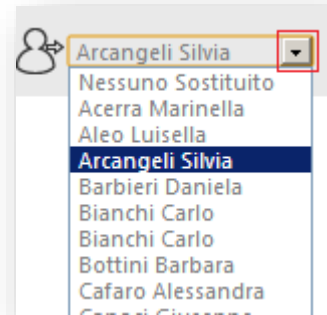 Arcangeli Silvia
Nessuno Sostituito
Acerra Marinella
Aleo Luisella
Arcangeli Silvia
Barbieri Daniela
Bianchi Carlo
Bianchi Carlo
Bottini Barbara
Cafaro Alessandra